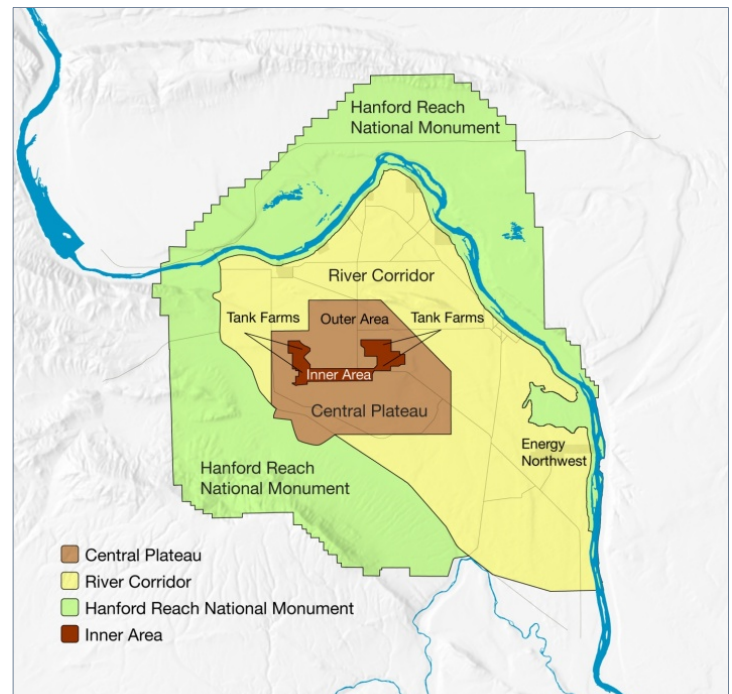 Hanford Reach
National Monument
River Corridor
Tank Farms
Outer Area
Tank Farms
Inner Area
Central Plateau
Energy
Northwest
Hanford Reach
National Monument
Central Plateau
River Corridor
Hanford Reach National Monument
Inner Area